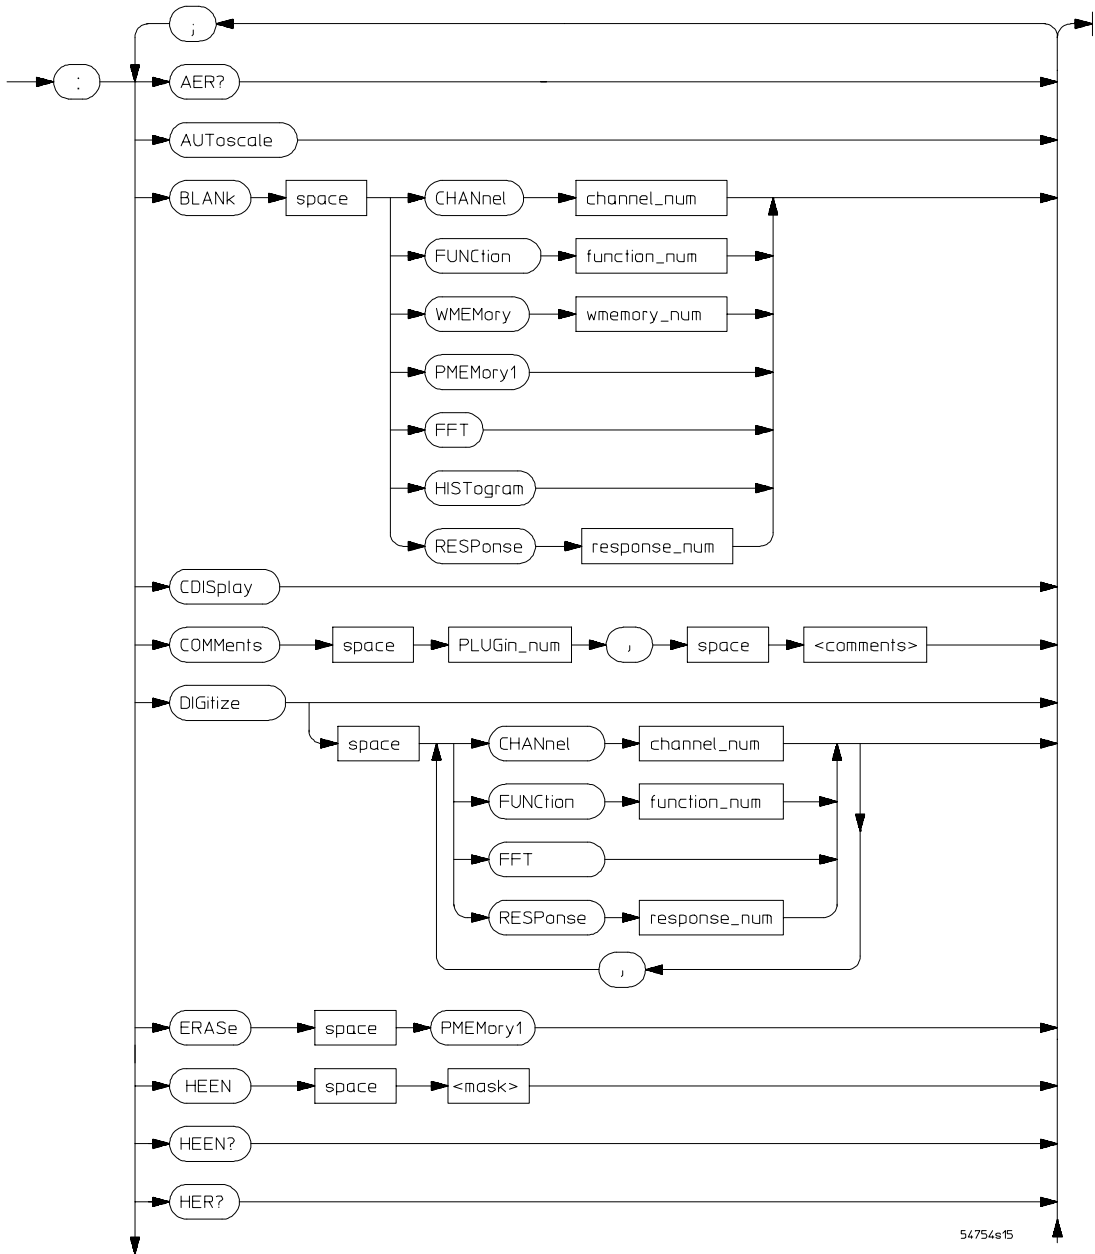 ;
:
AER?
AUToscale
BLANk space CHANnel channel_num
FUNCtion function_num
WMEMory wmemory_num
PMEMory1
FFT
HISTogram
RESPonse response_num
CDISplay
COMMents space PLUGin_num , space <comments>
DIGitize
space CHANnel channel_num
FUNCtion function_num
FFT
RESPonse response_num
,
ERASe space PMEMory1
HEEN space <mask>
HEEN?
HER?
54754s15